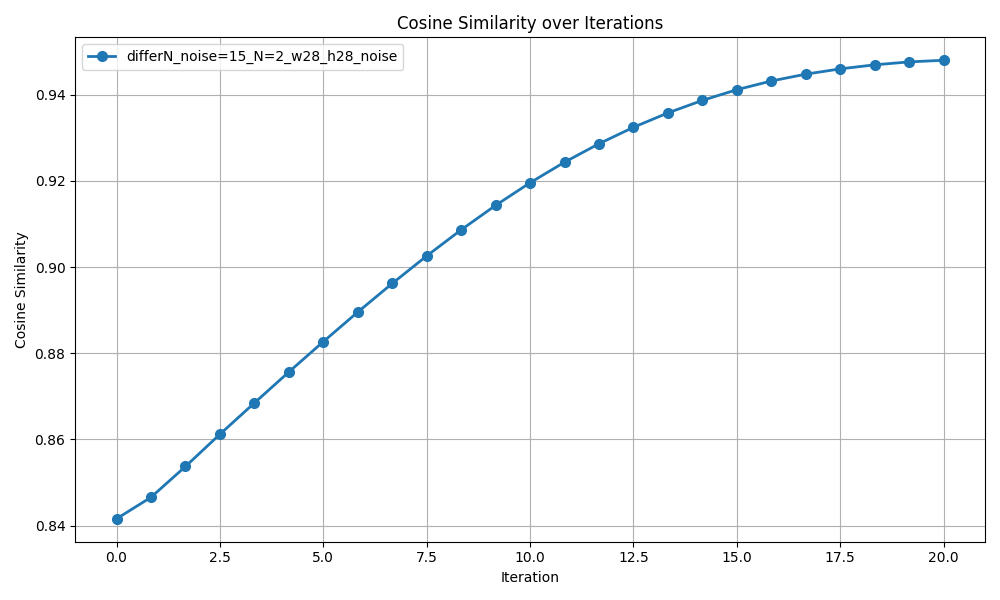 Cosine Similarity over Iterations
differN_noise=15_N=2_w28_h28_noise
Cosine Similarity
0.94
0.92
0.90
0.88
0.86
0.84
0.0 2.5 5.0 7.5 10.0 12.5 15.0 17.5 20.0
Iteration